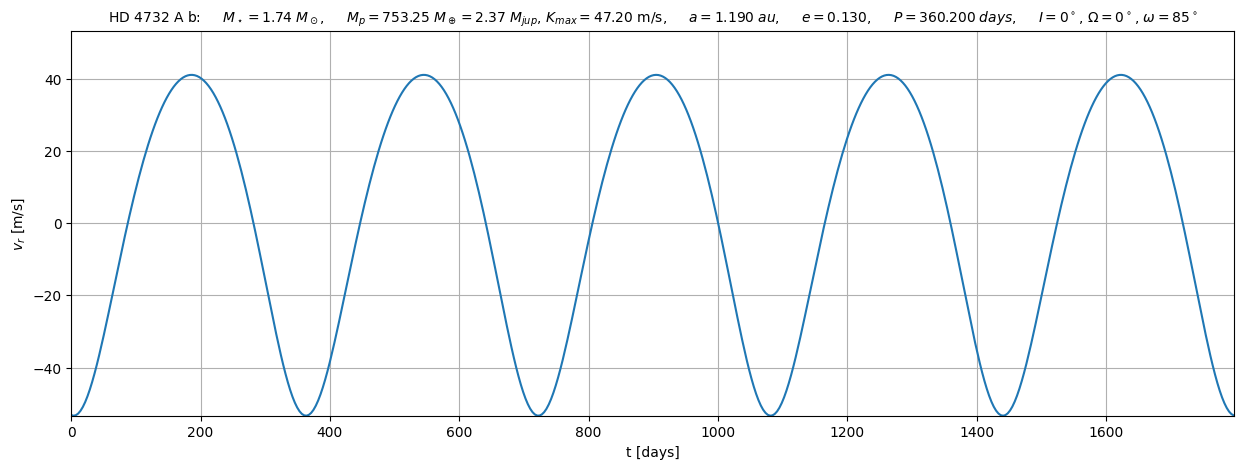 HD 4732 A b: M⋆ = 1.74 M⊙, Mp = 753.25 M⊕ = 2.37 Mjup, Kmax = 47.20 m/s, a = 1.190 au, e = 0.130, P = 360.200 days, I = 0°, Ω = 0°, ω = 85°
40
20
0
−20
−40
vr [m/s]
0 200 400 600 800 1000 1200 1400 1600
t [days]